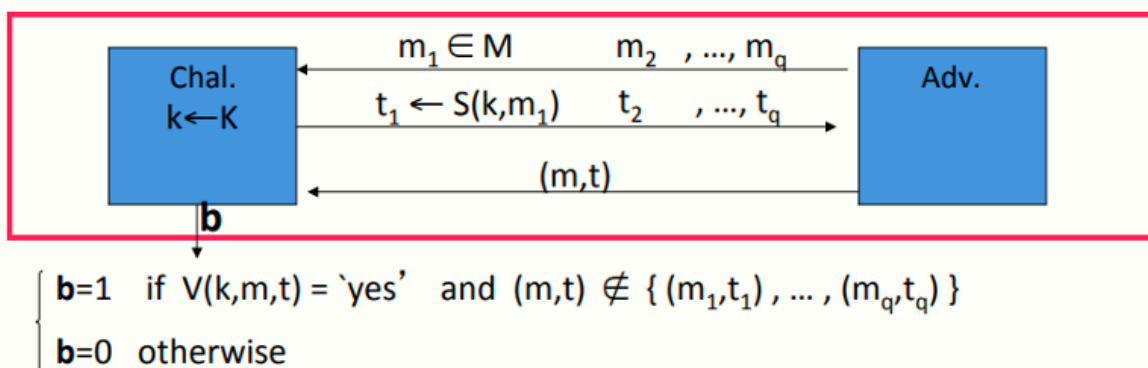 m₁ ∈ M m₂ , ..., m_q
Chal.
k←K
Adv.
t₁ ← S(k,m₁) t₂ , ..., t_q
(m,t)
b
b=1 if V(k,m,t) = `yes’ and (m,t) ∉ { (m₁,t₁) , ... , (m_q,t_q) }
b=0 otherwise